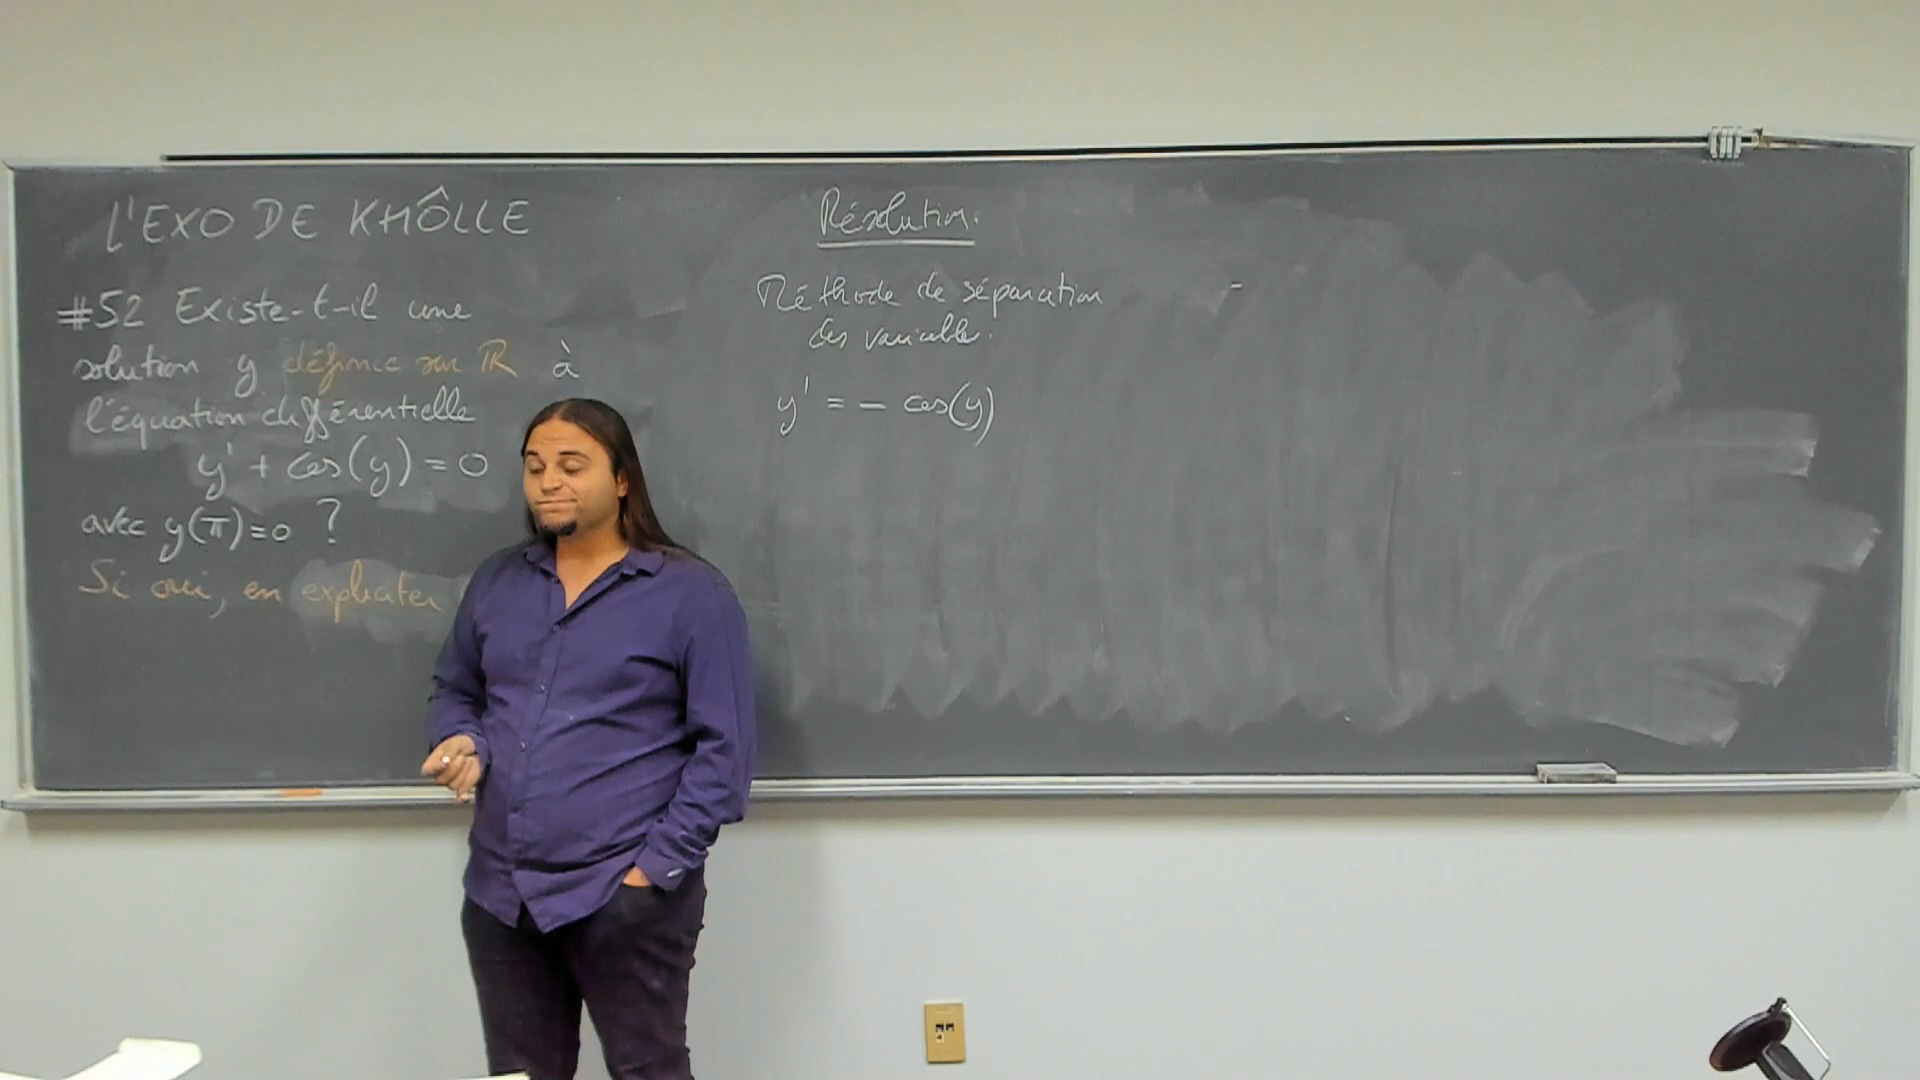 L'EXO DE KHÔLLE
#52 Existe-t-il une
solution y définie sur ℝ à
l'équation différentielle
y' + cos(y) = 0
avec y(π)=0 ?
Si oui, en expliciter
Résolution.
Méthode de séparation
des variables.
y' = - cos(y)